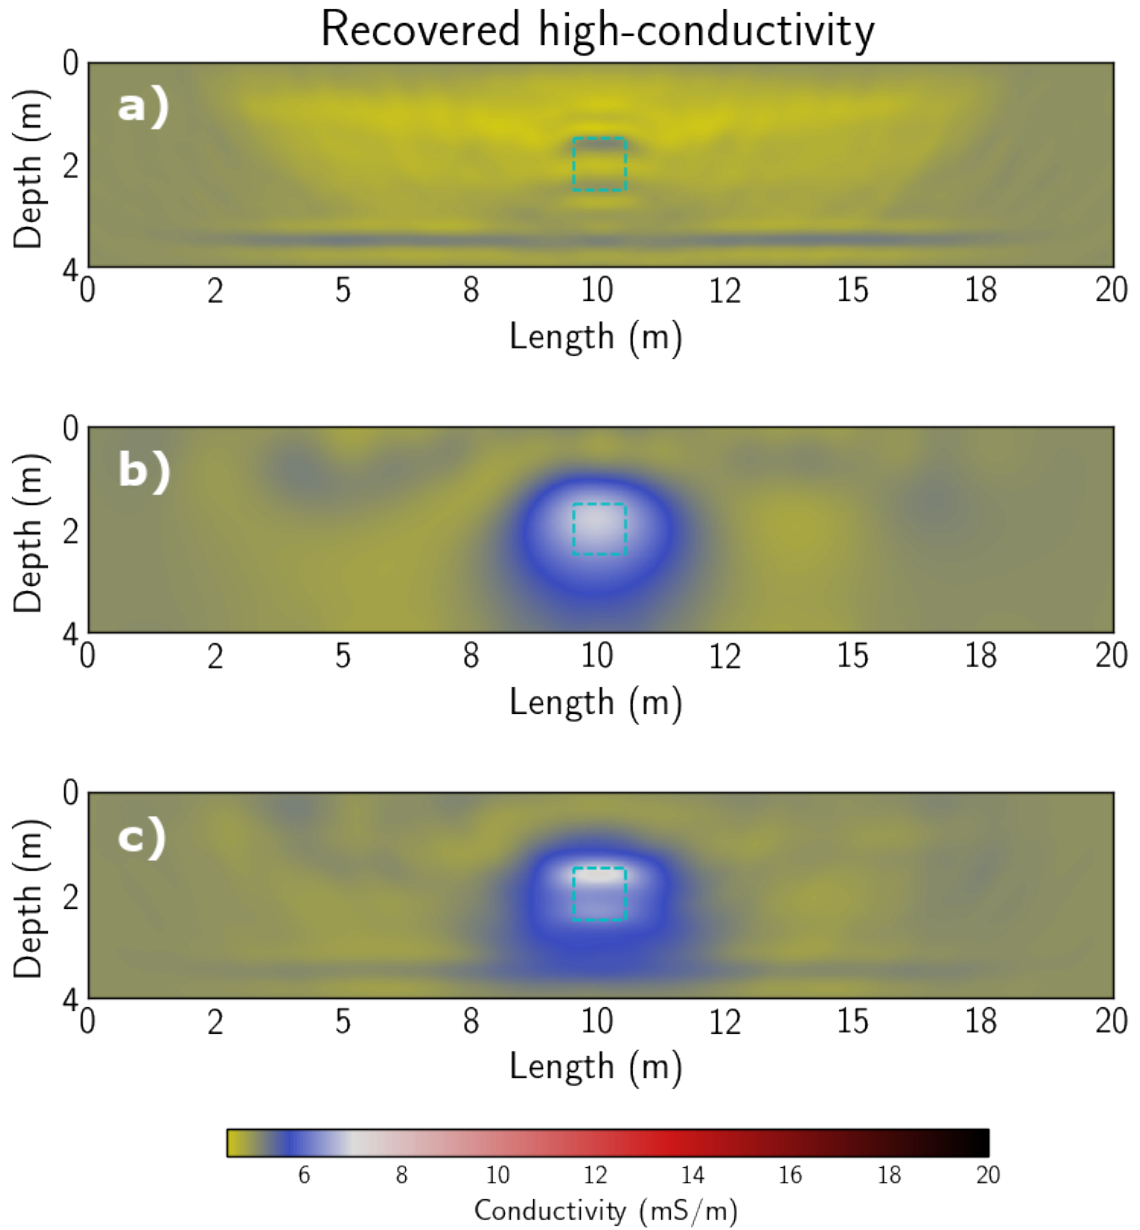 Recovered high-conductivity
a)
0
2
4
Depth (m)
0 2 5 8 10 12 15 18 20
Length (m)
b)
0
2
4
Depth (m)
0 2 5 8 10 12 15 18 20
Length (m)
c)
0
2
4
Depth (m)
0 2 5 8 10 12 15 18 20
Length (m)
6 8 10 12 14 16 18 20
Conductivity (mS/m)